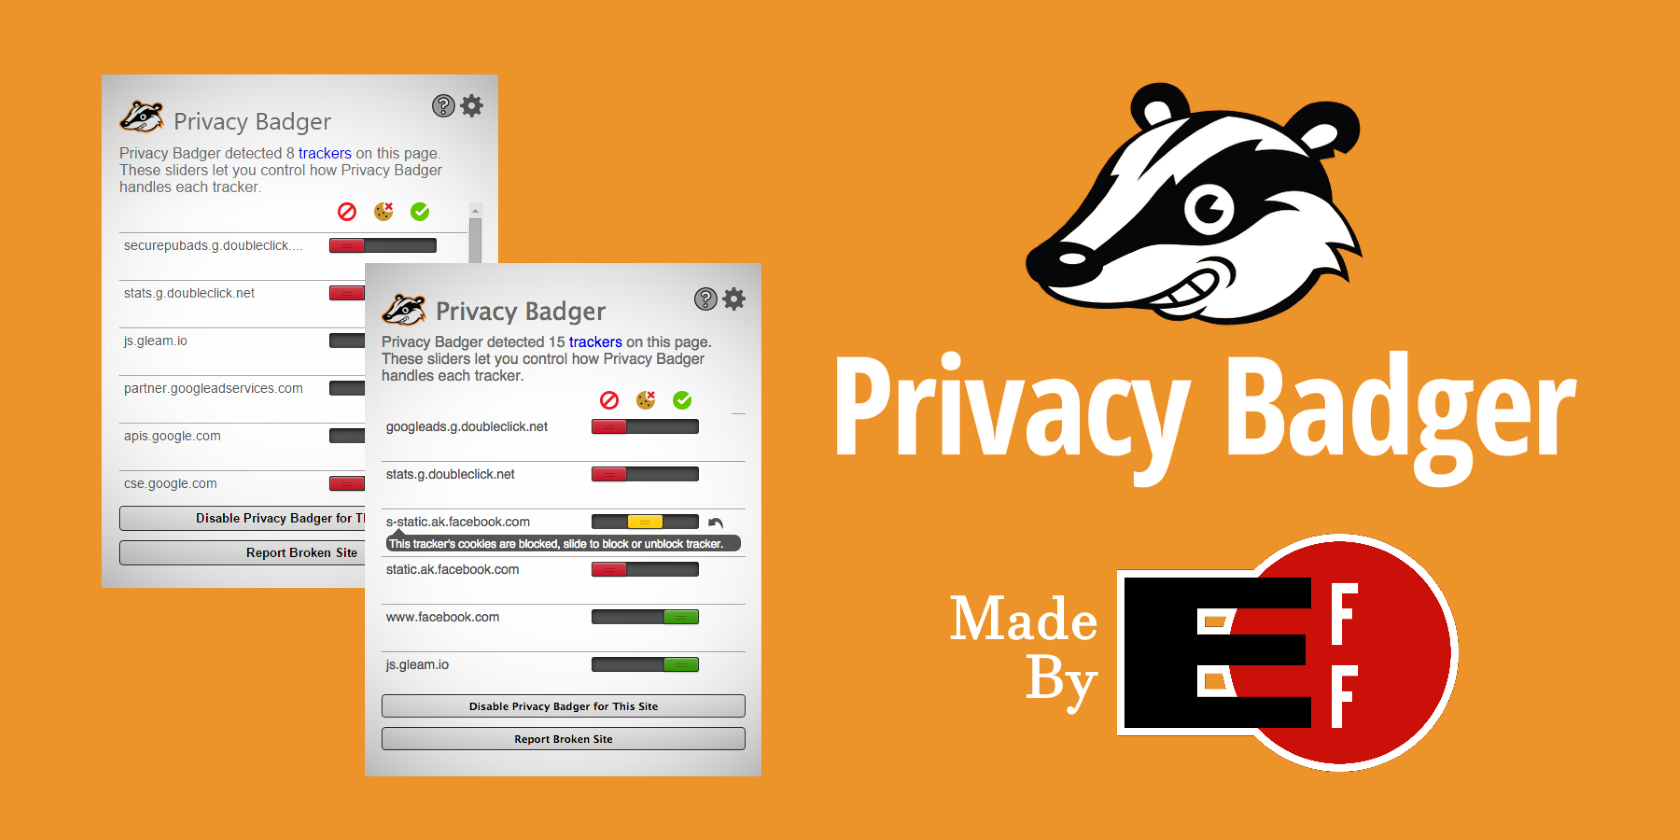 Privacy Badger
Privacy Badger detected 8 trackers on this page.
These sliders let you control how Privacy Badger
handles each tracker.
securepubads.g.doubleclick....
stats.g.doubleclick.net
js.gleam.io
partner.googleadservices.com
apis.google.com
cse.google.com
Disable Privacy Badger for Th
Report Broken Site
Privacy Badger
Privacy Badger detected 15 trackers on this page.
These sliders let you control how Privacy Badger
handles each tracker.
googleads.g.doubleclick.net
stats.g.doubleclick.net
s-static.ak.facebook.com
This tracker's cookies are blocked, slide to block or unblock tracker.
static.ak.facebook.com
www.facebook.com
js.gleam.io
Disable Privacy Badger for This Site
Report Broken Site
Privacy Badger
Made
By
EFF